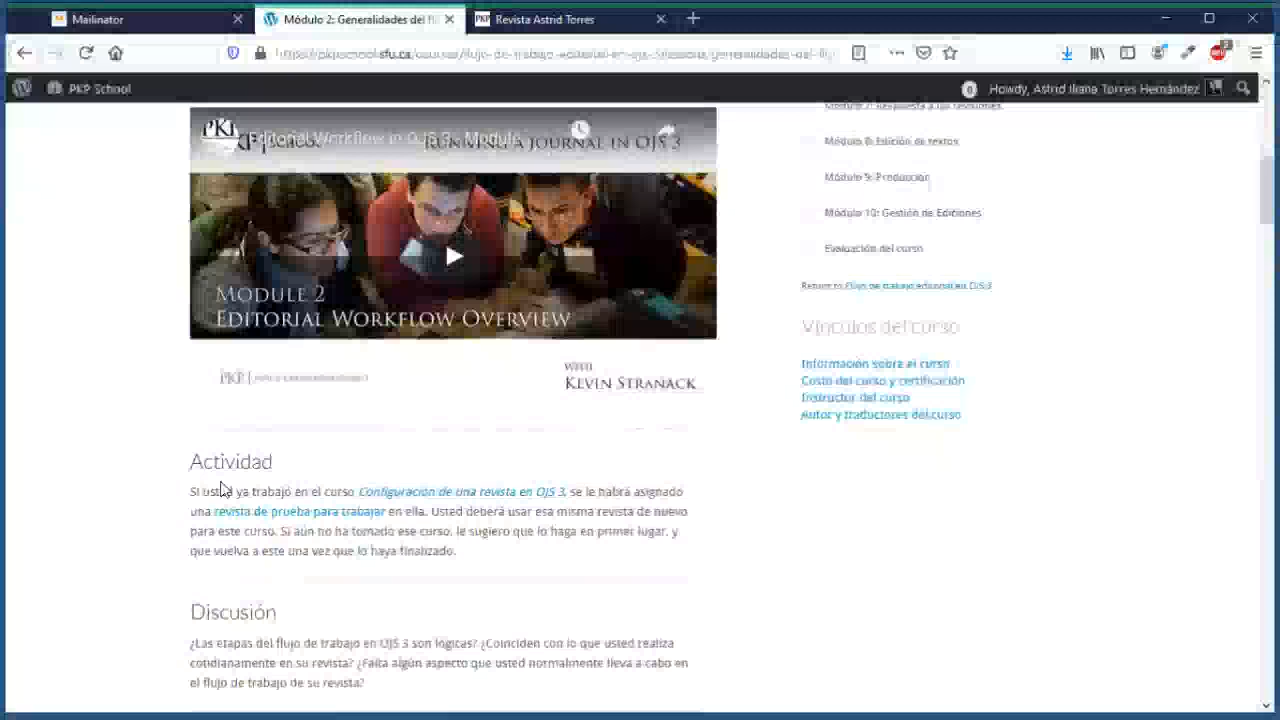 Mailinator
Módulo 2: Generalidades del fl
Revista Astrid Torres
PKP School
Howdy, Astrid Iliana Torres Hernández
Editorial Workflow in OJS 3 - Module
RUNNING A JOURNAL IN OJS 3
MODULE 2
EDITORIAL WORKFLOW OVERVIEW
PKP
WITH
KEVIN STRANACK
Actividad
Si usted ya trabajó en el curso Configuración de una revista en OJS 3, se le habrá asignado
una revista de prueba para trabajar en ella. Usted deberá usar esa misma revista de nuevo
para este curso. Si aún no ha tomado ese curso, le sugiero que lo haga en primer lugar, y
que vuelva a este una vez que lo haya finalizado.
Discusión
¿Las etapas del flujo de trabajo en OJS 3 son lógicas? ¿Coinciden con lo que usted realiza
cotidianamente en su revista? ¿Falta algún aspecto que usted normalmente lleva a cabo en
el flujo de trabajo de su revista?
Módulo 7: Respuesta a las revisiones
Módulo 8: Edición de textos
Módulo 9: Producción
Módulo 10: Gestión de Ediciones
Evaluación del curso
Return to Flujo de trabajo editorial en OJS 3
Vínculos del curso
Información sobre el curso
Costo del curso y certificación
Instructor del curso
Autor y traductores del curso